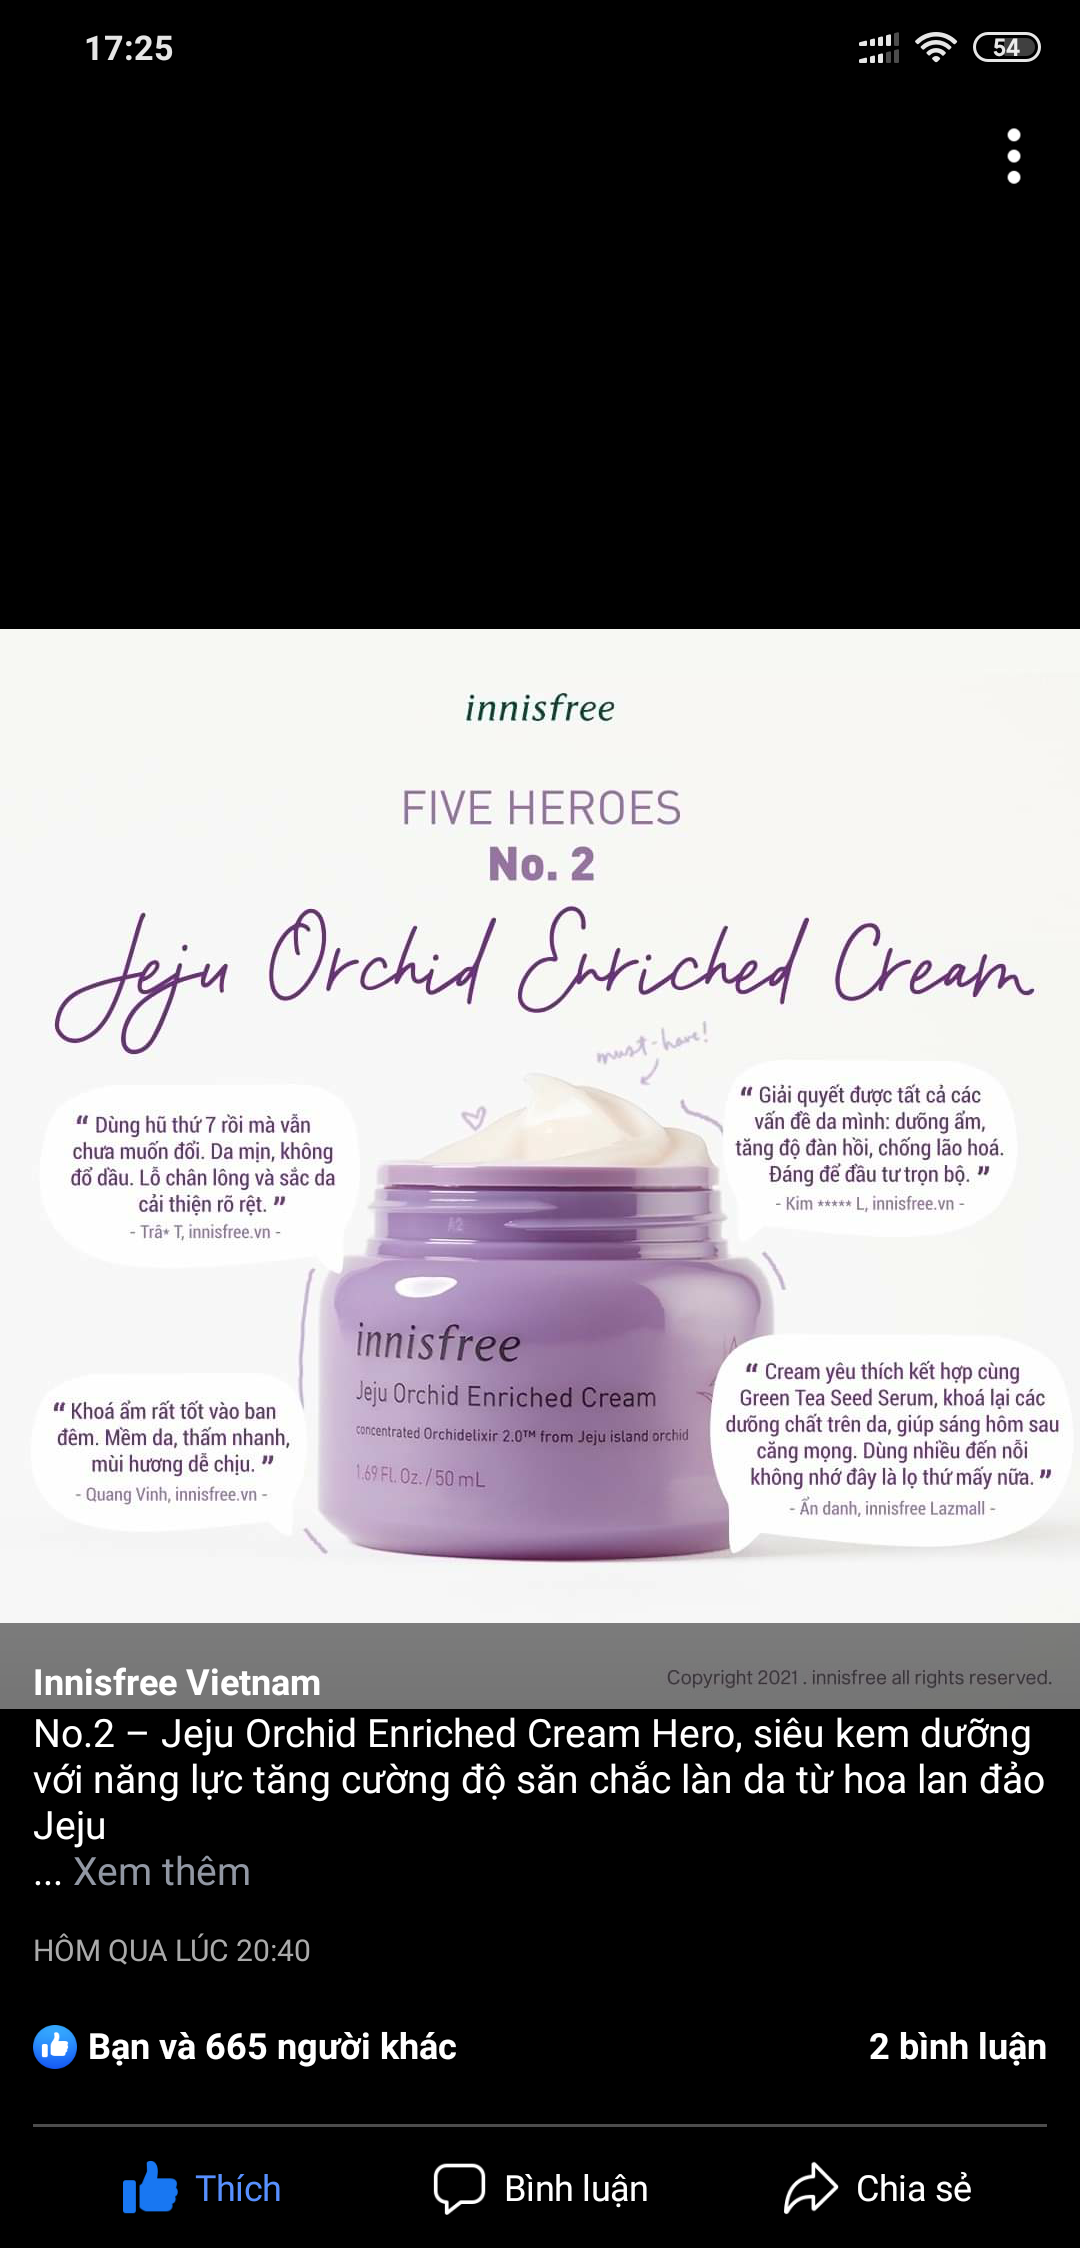 17:25
54
innisfree
FIVE HEROES
No. 2
Jeju Orchid Enriched Cream
must-have!
“ Dùng hũ thứ 7 rồi mà vẫn
chưa muốn đổi. Da mịn, không
đổ dầu. Lỗ chân lông và sắc da
cải thiện rõ rệt. ”
- Trâ* T, innisfree.vn -
“ Giải quyết được tất cả các
vấn đề da mình: dưỡng ẩm,
tăng độ đàn hồi, chống lão hoá.
Đáng để đầu tư trọn bộ. ”
- Kim ***** L, innisfree.vn -
A2
innisfree
Jeju Orchid Enriched Cream
concentrated Orchidelixir 2.0™ from Jeju island orchid
1.69 Fl. Oz. / 50 mL
“ Khoá ẩm rất tốt vào ban
đêm. Mềm da, thấm nhanh,
mùi hương dễ chịu. ”
- Quang Vinh, innisfree.vn -
“ Cream yêu thích kết hợp cùng
Green Tea Seed Serum, khoá lại các
dưỡng chất trên da, giúp sáng hôm sau
căng mọng. Dùng nhiều đến nỗi
không nhớ đây là lọ thứ mấy nữa. ”
- Ẩn danh, innisfree Lazmall -
Copyright 2021 . innisfree all rights reserved.
Innisfree Vietnam
No.2 – Jeju Orchid Enriched Cream Hero, siêu kem dưỡng
với năng lực tăng cường độ săn chắc làn da từ hoa lan đảo
Jeju
... Xem thêm
HÔM QUA LÚC 20:40
Bạn và 665 người khác
2 bình luận
Thích
Bình luận
Chia sẻ